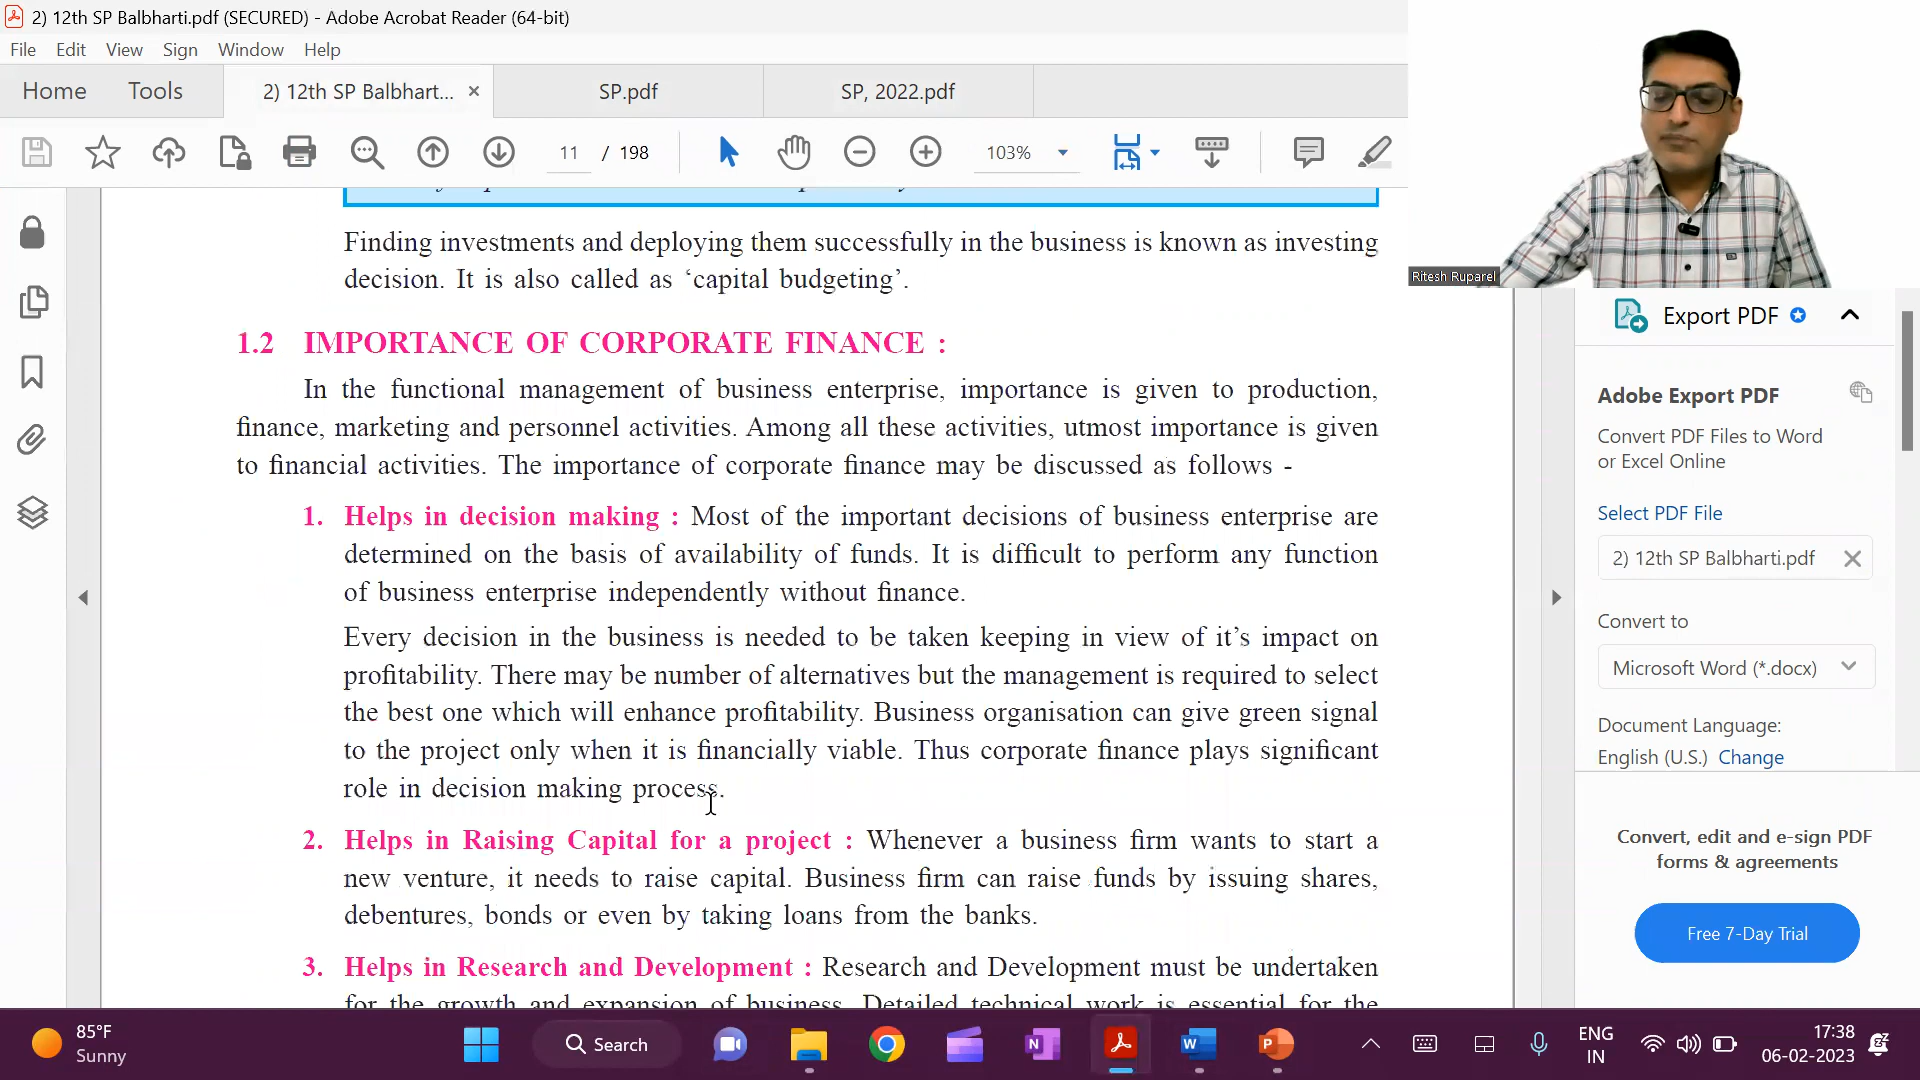 2) 12th SP Balbharti.pdf (SECURED) - Adobe Acrobat Reader (64-bit)
File Edit View Sign Window Help
Home Tools 2) 12th SP Balbhart... × SP.pdf SP, 2022.pdf
11 / 198 103%
Ritesh Ruparel
Finding investments and deploying them successfully in the business is known as investing
decision. It is also called as ‘capital budgeting’.
1.2 IMPORTANCE OF CORPORATE FINANCE :
In the functional management of business enterprise, importance is given to production,
finance, marketing and personnel activities. Among all these activities, utmost importance is given
to financial activities. The importance of corporate finance may be discussed as follows -
1. Helps in decision making : Most of the important decisions of business enterprise are
determined on the basis of availability of funds. It is difficult to perform any function
of business enterprise independently without finance.
Every decision in the business is needed to be taken keeping in view of it’s impact on
profitability. There may be number of alternatives but the management is required to select
the best one which will enhance profitability. Business organisation can give green signal
to the project only when it is financially viable. Thus corporate finance plays significant
role in decision making process.
2. Helps in Raising Capital for a project : Whenever a business firm wants to start a
new venture, it needs to raise capital. Business firm can raise funds by issuing shares,
debentures, bonds or even by taking loans from the banks.
3. Helps in Research and Development : Research and Development must be undertaken
for the growth and expansion of business. Detailed technical work is essential for the
Export PDF
Adobe Export PDF
Convert PDF Files to Word
or Excel Online
Select PDF File
2) 12th SP Balbharti.pdf
Convert to
Microsoft Word (*.docx)
Document Language:
English (U.S.) Change
Convert, edit and e-sign PDF
forms & agreements
Free 7-Day Trial
85°F
Sunny
Search
ENG
IN
17:38
06-02-2023